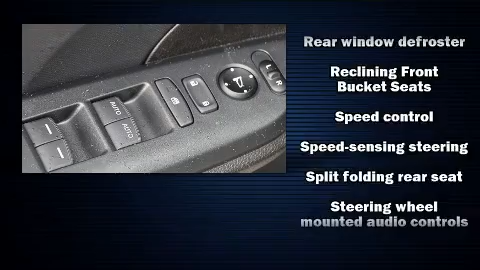 Rear window defroster
Reclining Front
Bucket Seats
Speed control
Speed-sensing steering
Split folding rear seat
Steering wheel
mounted audio controls
AUTO
AUTO
L R